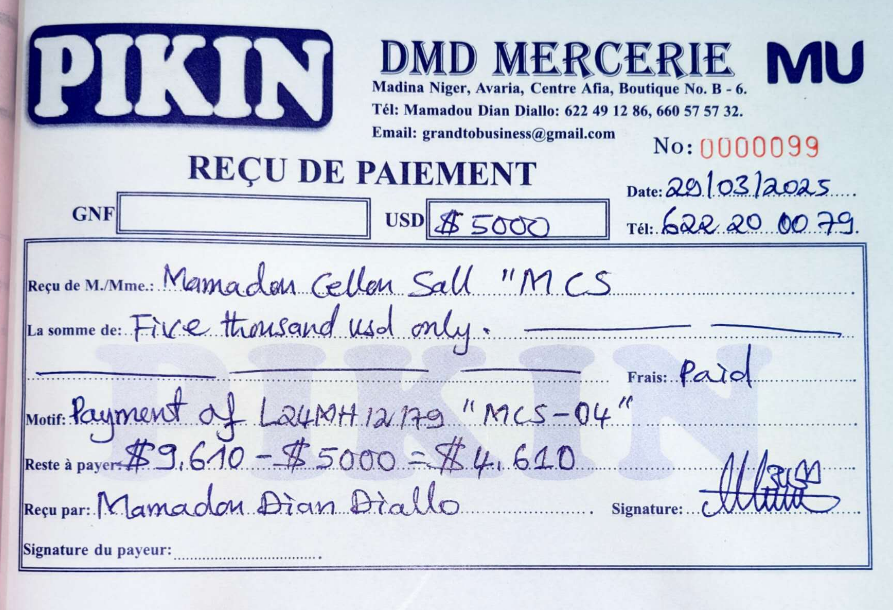 PIKIN
DMD MERCERIE MU
Madina Niger, Avaria, Centre Afia, Boutique No. B - 6.
Tél: Mamadou Dian Diallo: 622 49 12 86, 660 57 57 32.
Email: grandtobusiness@gmail.com
No: 0000099
REÇU DE PAIEMENT
Date: 29/03/2025
GNF USD $ 5000
Tél: 622 20 00 79.
Reçu de M./Mme.: Mamadou Cellou Sall "MCS
La somme de: Five thousand usd only.
Frais: Paid
Motif: Payment of L24MH12179 "MCS-04"
Reste à payer: $9.610 - $5000 = $4.610
Reçu par: Mamadou Dian Diallo Signature:
Signature du payeur:
PIKIN